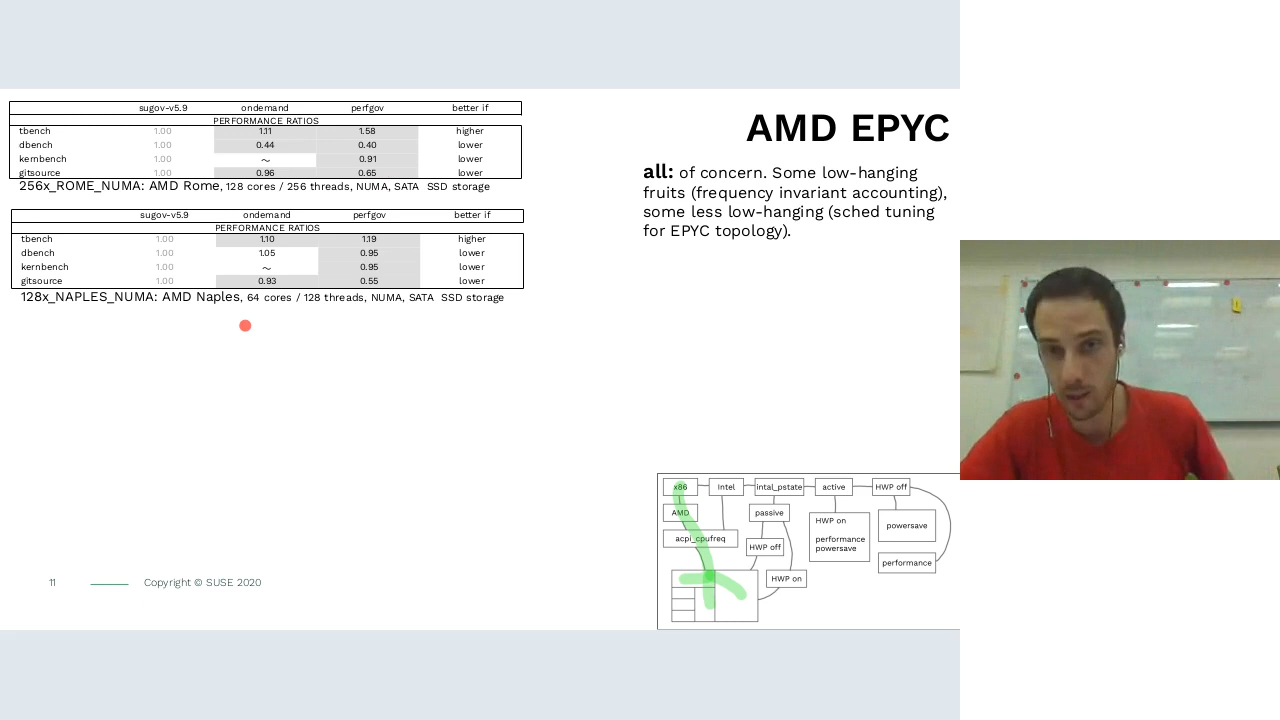 sugov-v5.9 ondemand perfgov better if
PERFORMANCE RATIOS
tbench 1.00 1.11 1.58 higher
dbench 1.00 0.44 0.40 lower
kernbench 1.00 ~ 0.91 lower
gitsource 1.00 0.96 0.65 lower
256x_ROME_NUMA: AMD Rome, 128 cores / 256 threads, NUMA, SATA SSD storage
sugov-v5.9 ondemand perfgov better if
PERFORMANCE RATIOS
tbench 1.00 1.10 1.19 higher
dbench 1.00 1.05 0.95 lower
kernbench 1.00 ~ 0.95 lower
gitsource 1.00 0.93 0.55 lower
128x_NAPLES_NUMA: AMD Naples, 64 cores / 128 threads, NUMA, SATA SSD storage
AMD EPYC
all: of concern. Some low-hanging
fruits (frequency invariant accounting),
some less low-hanging (sched tuning
for EPYC topology).
x86 Intel intal_pstate active HWP off
AMD passive
HWP on
performance
powersave
powersave
acpi_cpufreq
HWP off
performance
HWP on
11 Copyright © SUSE 2020